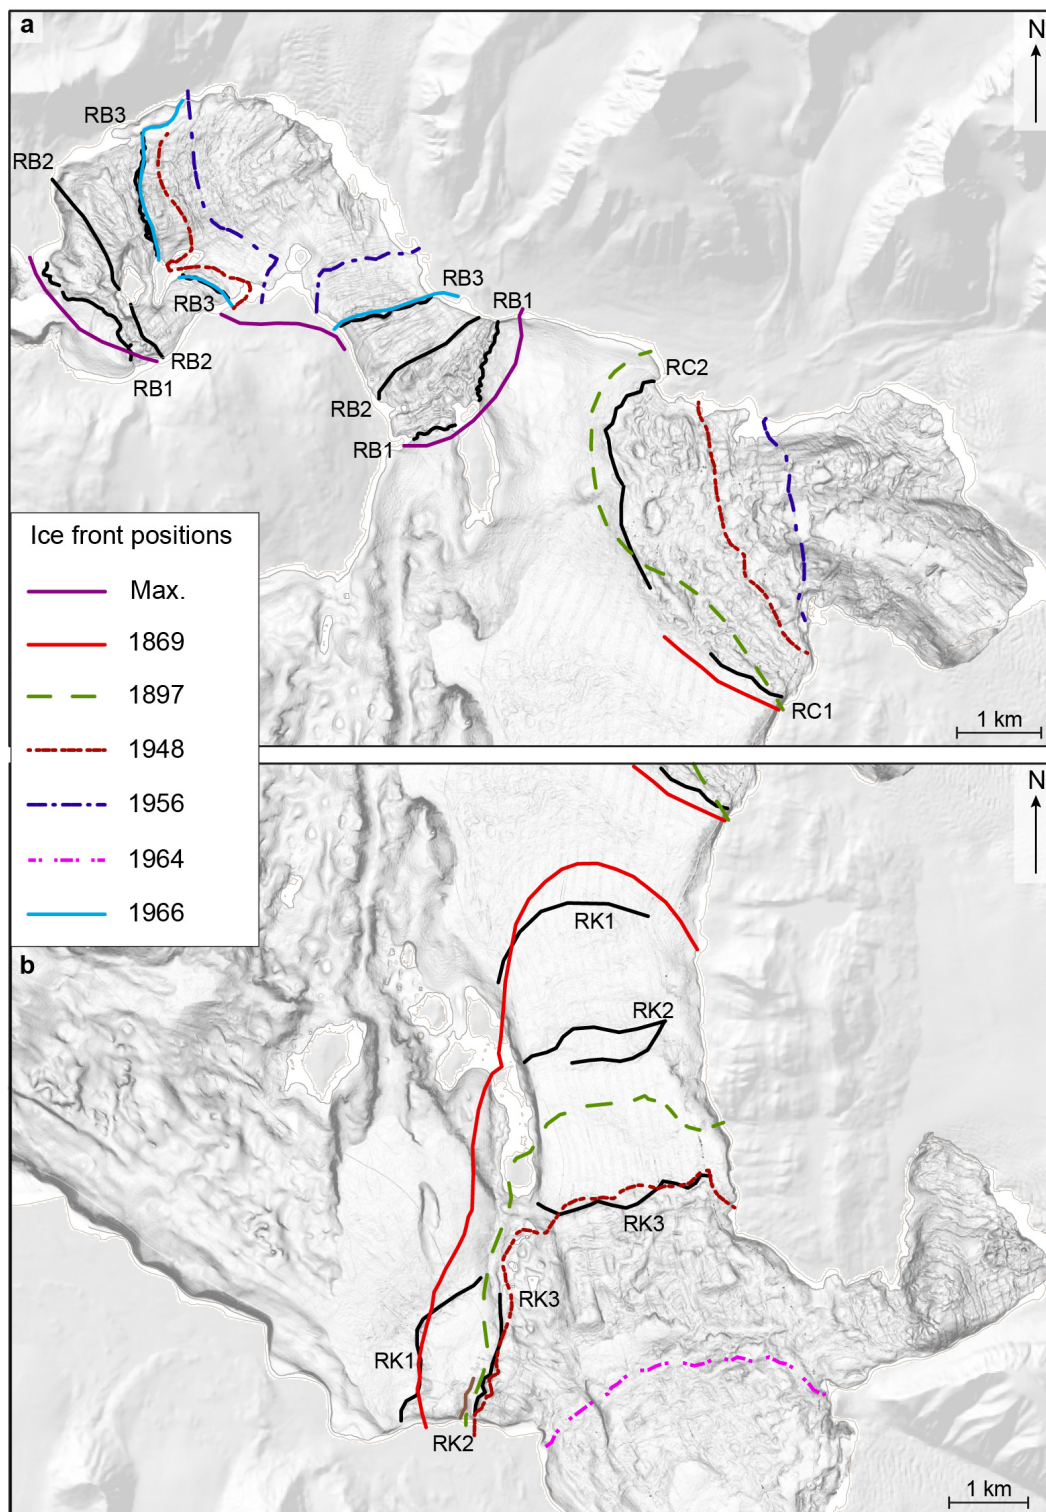 a
N
RB3
RB2
RB3
RB3
RB1
RC2
RB2
RB1
RB2
RB1
RC1
1 km
Ice front positions
Max.
1869
1897
1948
1956
1964
1966
b
N
RK1
RK2
RK3
RK3
RK1
RK2
1 km